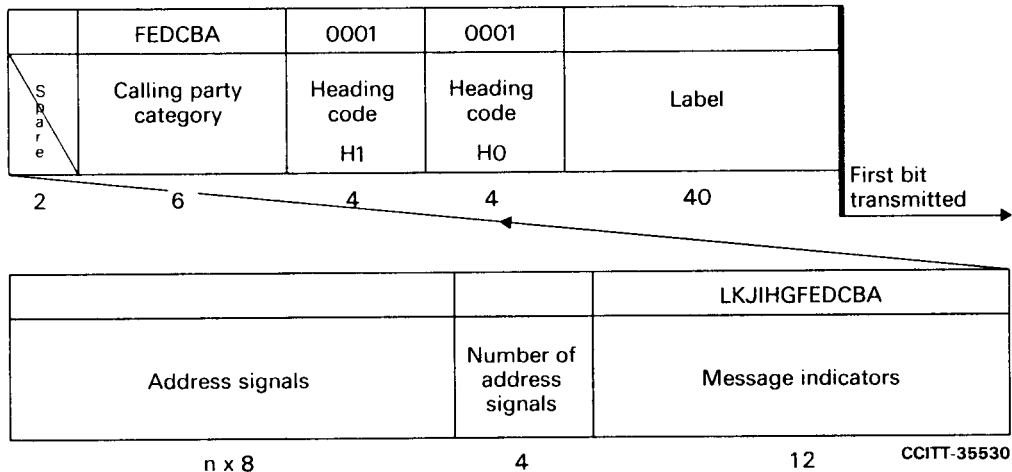 FEDCBA 0001 0001
Spare
Calling party category
Heading code H1
Heading code H0
Label
2 6 4 4 40
First bit transmitted
LKJIHGFEDCBA
Address signals
Number of address signals
Message indicators
n x 8 4 12
CCITT-35530